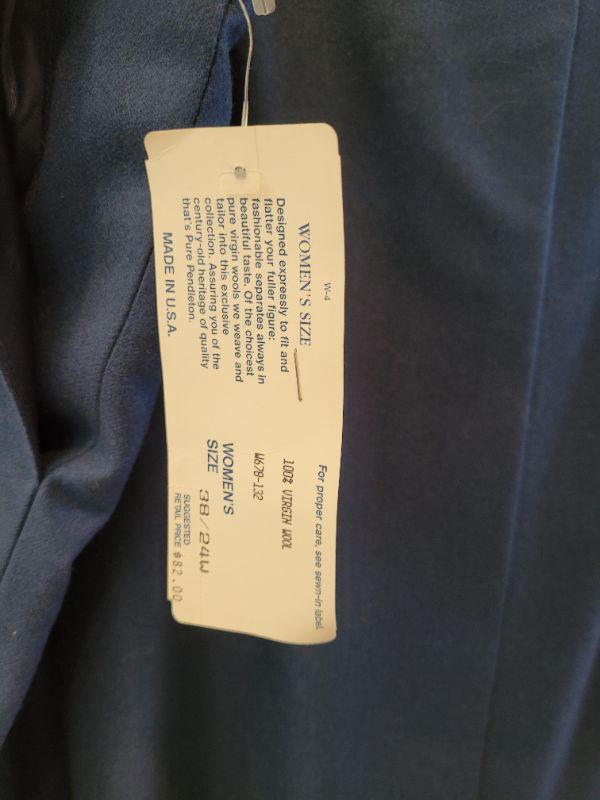 W-4
WOMEN'S SIZE
Designed expressly to fit and
flatter your fuller figure:
fashionable separates always in
beautiful taste. Of the choicest
pure virgin wools we weave and
tailor into this exclusive
collection. Assuring you of the
century-old heritage of quality
that's Pure Pendleton.
MADE IN U.S.A.
For proper care, see sewn-in label.
100% VIRGIN WOOL
W679-132
WOMEN'S
SIZE 38/24W
SUGGESTED
RETAIL PRICE $82.00